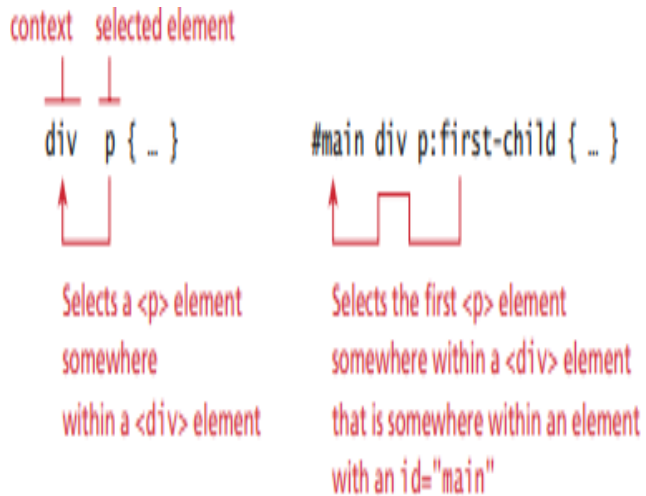 context selected element
div p { … }
Selects a <p> element
somewhere
within a <div> element
#main div p:first-child { … }
Selects the first <p> element
somewhere within a <div> element
that is somewhere within an element
with an id="main"